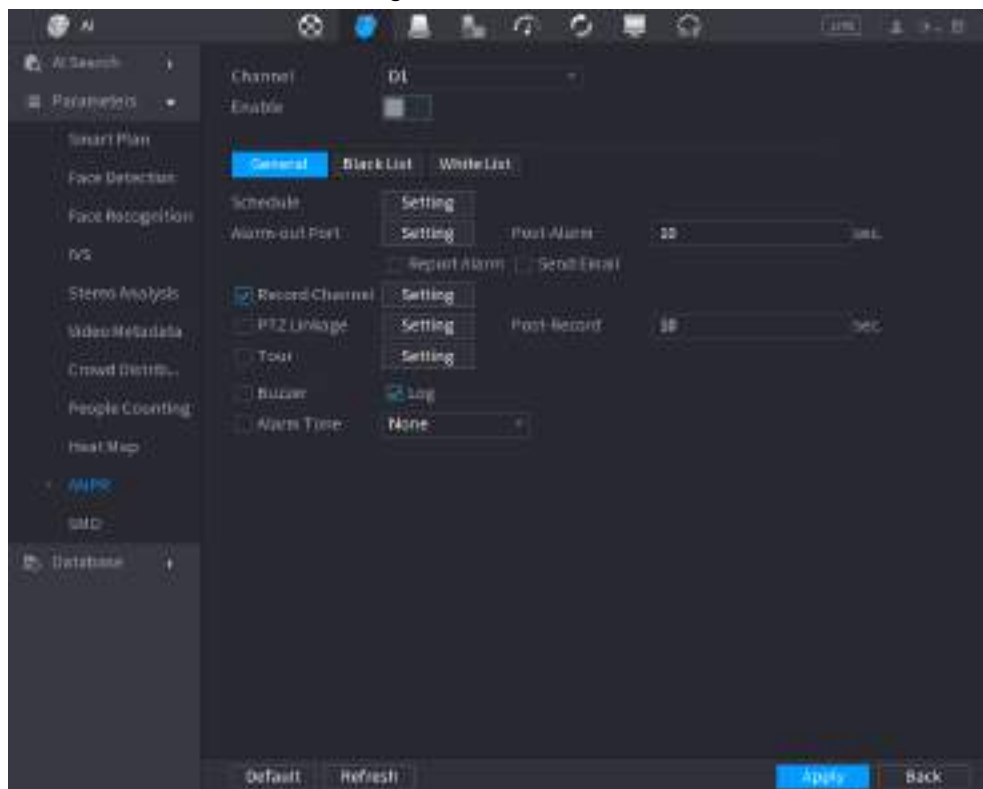 AI
LIVE
AI Search
Parameters
Smart Plan
Face Detection
Face Recognition
IVS
Stereo Analysis
Video Metadata
Crowd Distrib...
People Counting
Heat Map
ANPR
SMD
Database
Channel D1
Enable
General Black List White List
Schedule Setting
Alarm-out Port Setting Post-Alarm 10 sec.
Report Alarm Send Email
Record Channel Setting
PTZ Linkage Setting Post-Record 10 sec.
Tour Setting
Buzzer Log
Alarm Tone None
Default Refresh Apply Back